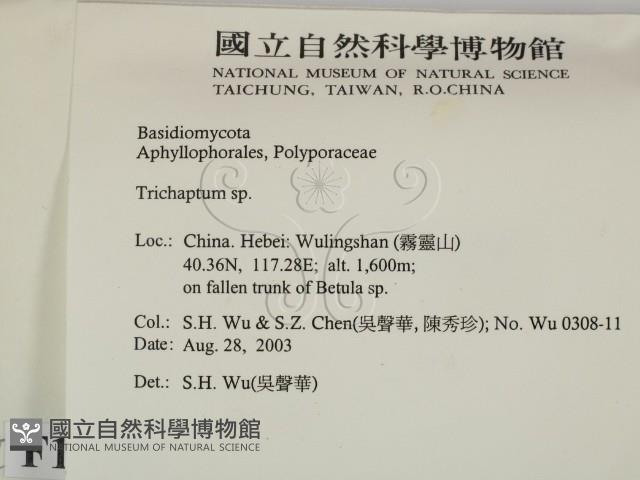 國立自然科學博物館
NATIONAL MUSEUM OF NATURAL SCIENCE
TAICHUNG, TAIWAN, R.O.CHINA
Basidiomycota
Aphyllophorales, Polyporaceae
Trichaptum sp.
Loc.: China. Hebei: Wulingshan (霧靈山)
40.36N, 117.28E; alt. 1,600m;
on fallen trunk of Betula sp.
Col.: S.H. Wu & S.Z. Chen(吳聲華, 陳秀珍); No. Wu 0308-11
Date: Aug. 28, 2003
Det.: S.H. Wu(吳聲華)
國立自然科學博物館
NATIONAL MUSEUM OF NATURAL SCIENCE
F1